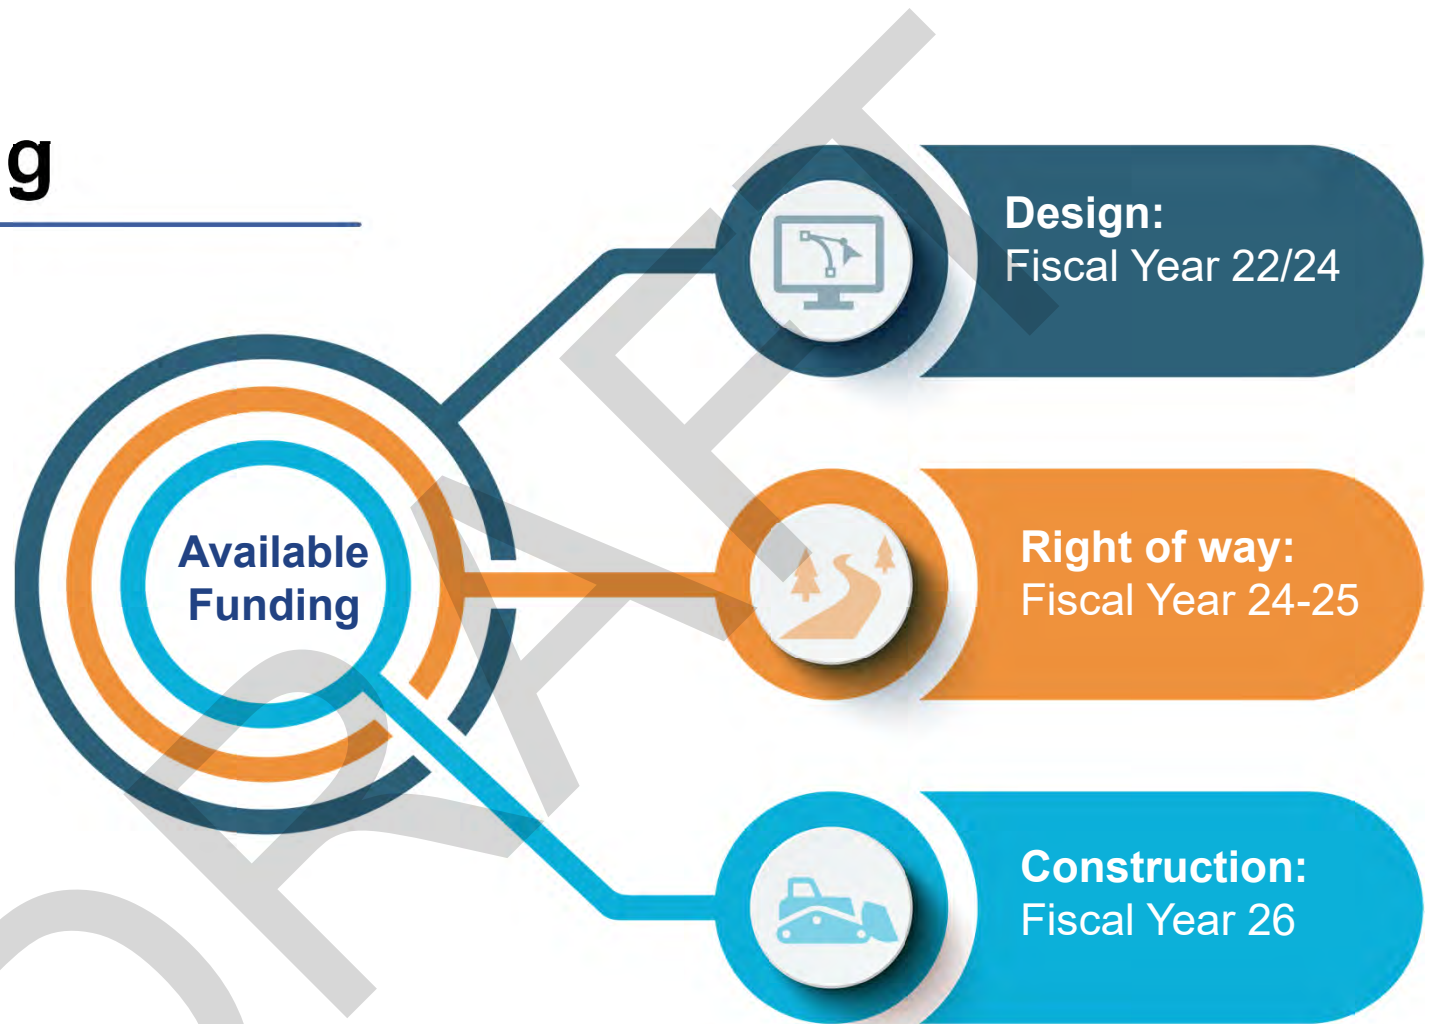 g
Available
Funding
Design:
Fiscal Year 22/24
Right of way:
Fiscal Year 24-25
Construction:
Fiscal Year 26
DRAFT